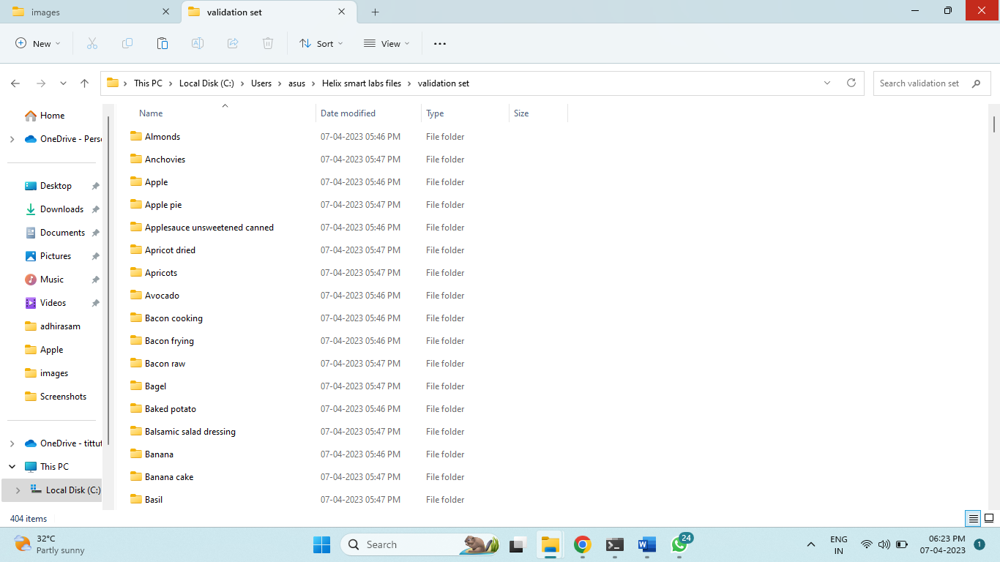 images
validation set
New
Sort
View
This PC
Local Disk (C:)
Users
asus
Helix smart labs files
validation set
Search validation set
Home
OneDrive - Pers
Desktop
Downloads
Documents
Pictures
Music
Videos
adhirasam
Apple
images
Screenshots
OneDrive - tittut
This PC
Local Disk (C:)
Name Date modified Type Size
Almonds 07-04-2023 05:46 PM File folder
Anchovies 07-04-2023 05:47 PM File folder
Apple 07-04-2023 05:46 PM File folder
Apple pie 07-04-2023 05:47 PM File folder
Applesauce unsweetened canned 07-04-2023 05:47 PM File folder
Apricot dried 07-04-2023 05:47 PM File folder
Apricots 07-04-2023 05:47 PM File folder
Avocado 07-04-2023 05:46 PM File folder
Bacon cooking 07-04-2023 05:46 PM File folder
Bacon frying 07-04-2023 05:46 PM File folder
Bacon raw 07-04-2023 05:47 PM File folder
Bagel 07-04-2023 05:47 PM File folder
Baked potato 07-04-2023 05:46 PM File folder
Balsamic salad dressing 07-04-2023 05:47 PM File folder
Banana 07-04-2023 05:46 PM File folder
Banana cake 07-04-2023 05:47 PM File folder
Basil 07-04-2023 05:47 PM File folder
404 items
32°C
Partly sunny
Search
24
ENG
IN
06:23 PM
07-04-2023
1